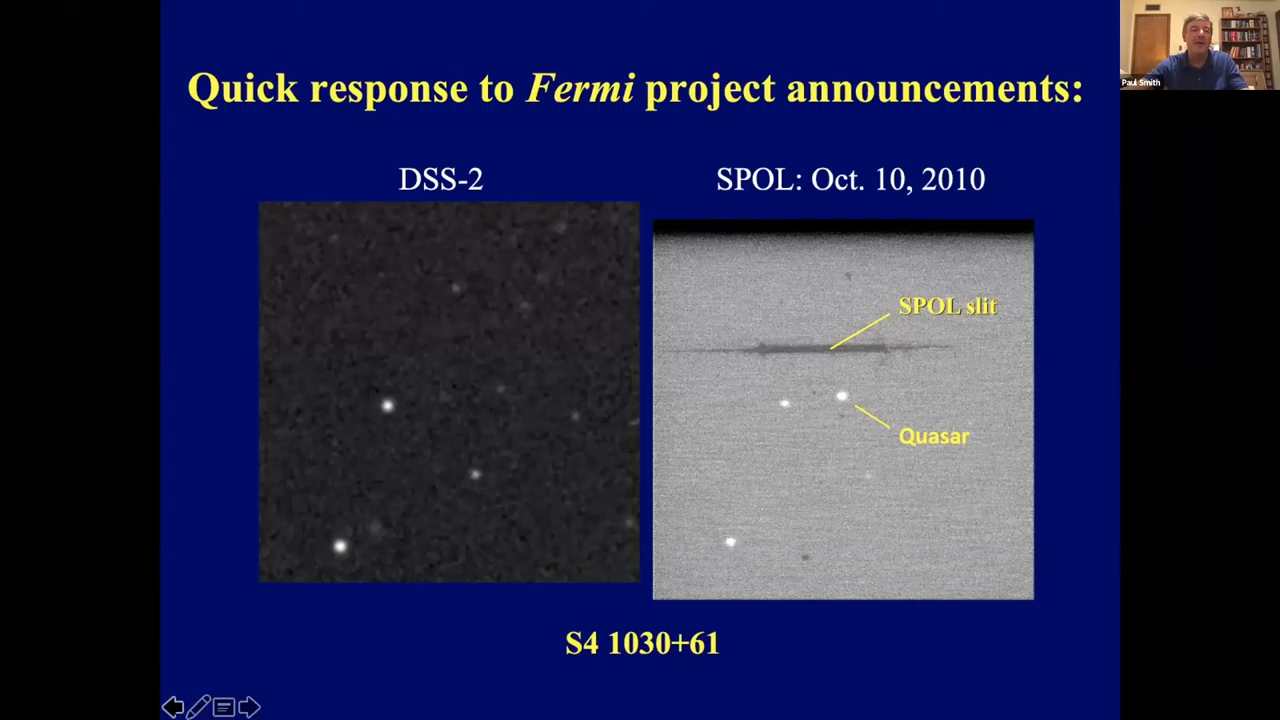 Quick response to Fermi project announcements:
Paul Smith
DSS-2
SPOL: Oct. 10, 2010
SPOL slit
Quasar
S4 1030+61